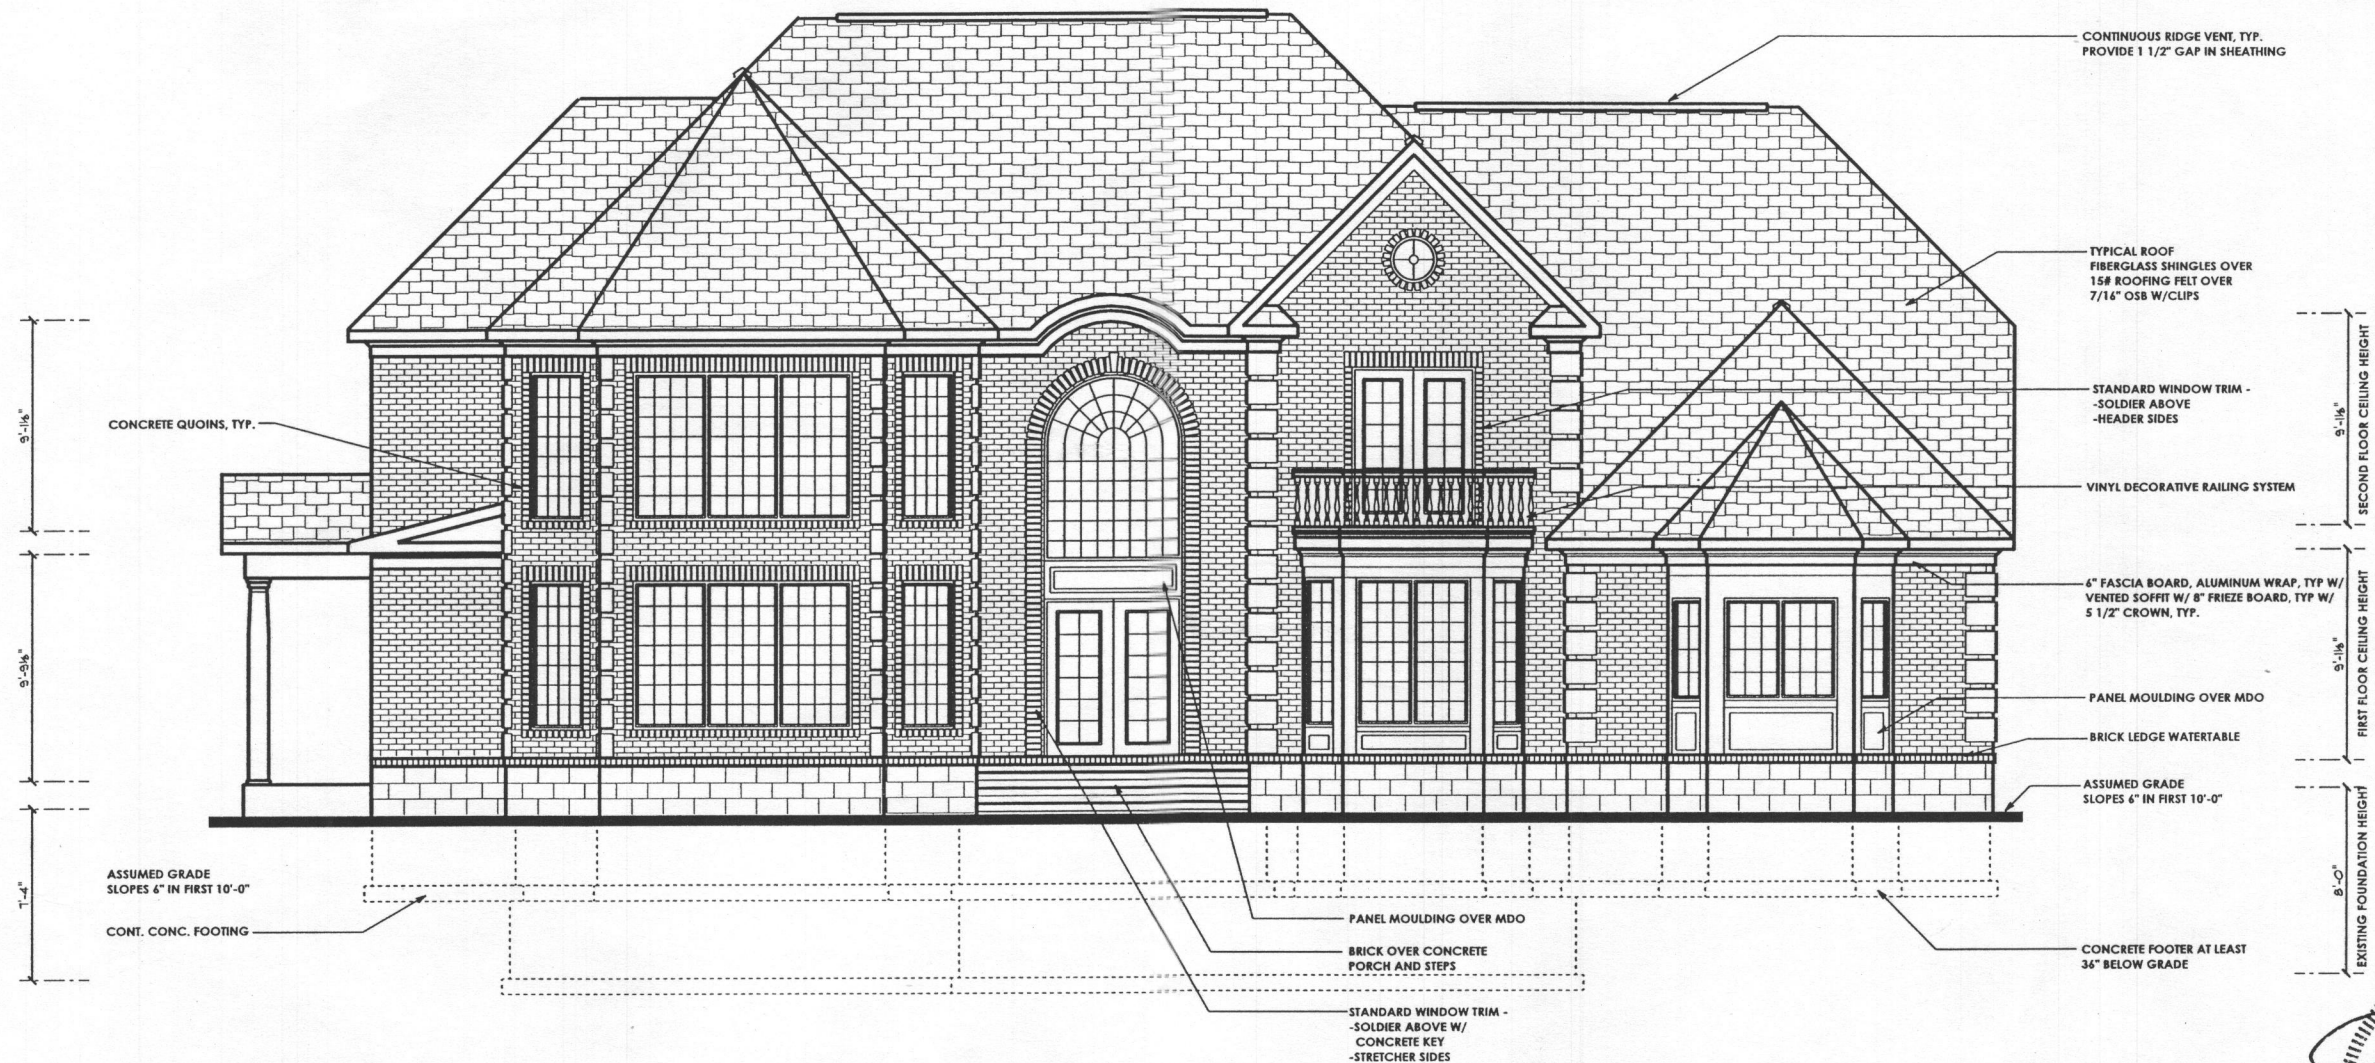 CONTINUOUS RIDGE VENT, TYP.
PROVIDE 1 1/2" GAP IN SHEATHING
TYPICAL ROOF
FIBERGLASS SHINGLES OVER
15# ROOFING FELT OVER
7/16" OSB W/CLIPS
STANDARD WINDOW TRIM -
-SOLDIER ABOVE
-HEADER SIDES
VINYL DECORATIVE RAILING SYSTEM
6" FASCIA BOARD, ALUMINUM WRAP, TYP W/
VENTED SOFFIT W/ 8" FRIEZE BOARD, TYP W/
5 1/2" CROWN, TYP.
PANEL MOULDING OVER MDO
BRICK LEDGE WATERTABLE
ASSUMED GRADE
SLOPES 6" IN FIRST 10'-0"
CONCRETE FOOTER AT LEAST
36" BELOW GRADE
SECOND FLOOR CEILING HEIGHT
FIRST FLOOR CEILING HEIGHT
8'-0"
EXISTING FOUNDATION HEIGHT
CONCRETE QUOINS, TYP.
ASSUMED GRADE
SLOPES 6" IN FIRST 10'-0"
CONT. CONC. FOOTING
7'-4"
PANEL MOULDING OVER MDO
BRICK OVER CONCRETE
PORCH AND STEPS
STANDARD WINDOW TRIM -
-SOLDIER ABOVE W/
CONCRETE KEY
-STRETCHER SIDES